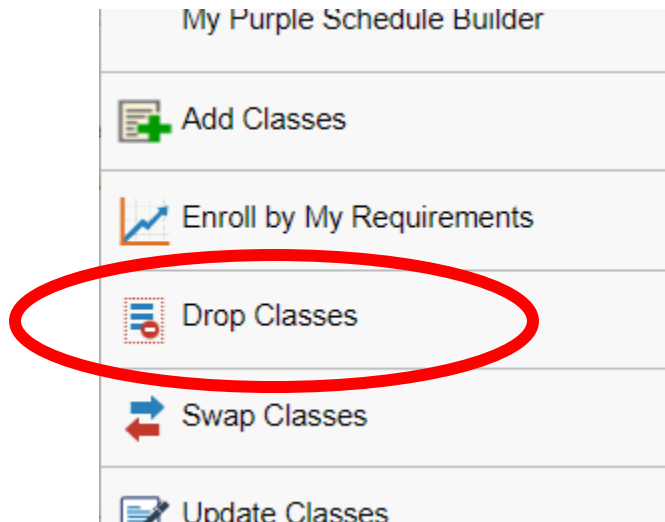 My Purple Schedule Builder
Add Classes
Enroll by My Requirements
Drop Classes
Swap Classes
Update Classes